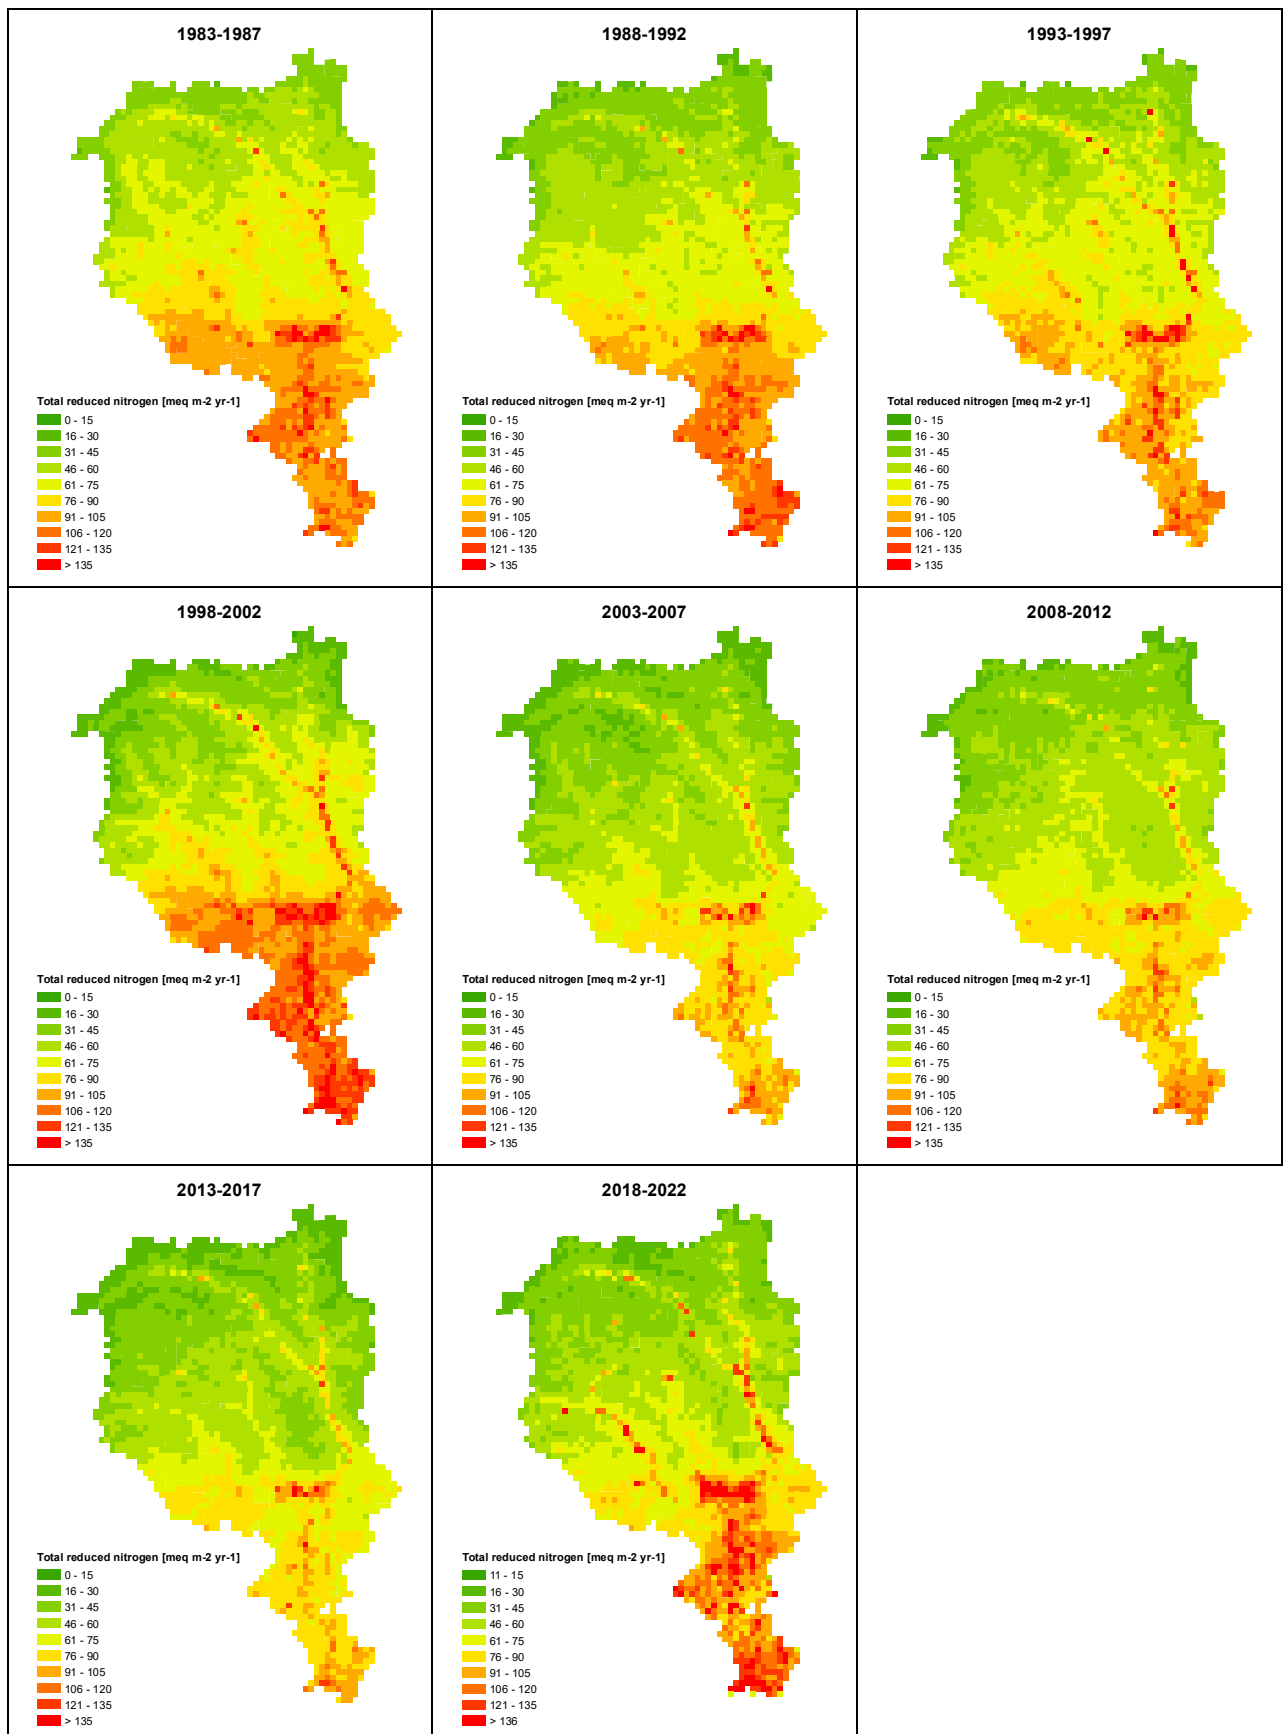 1983-1987
Total reduced nitrogen [meq m-2 yr-1]
0 - 15
16 - 30
31 - 45
46 - 60
61 - 75
76 - 90
91 - 105
106 - 120
121 - 135
> 135
1988-1992
Total reduced nitrogen [meq m-2 yr-1]
0 - 15
16 - 30
31 - 45
46 - 60
61 - 75
76 - 90
91 - 105
106 - 120
121 - 135
> 135
1993-1997
Total reduced nitrogen [meq m-2 yr-1]
0 - 15
16 - 30
31 - 45
46 - 60
61 - 75
76 - 90
91 - 105
106 - 120
121 - 135
> 135
1998-2002
Total reduced nitrogen [meq m-2 yr-1]
0 - 15
16 - 30
31 - 45
46 - 60
61 - 75
76 - 90
91 - 105
106 - 120
121 - 135
> 135
2003-2007
Total reduced nitrogen [meq m-2 yr-1]
0 - 15
16 - 30
31 - 45
46 - 60
61 - 75
76 - 90
91 - 105
106 - 120
121 - 135
> 135
2008-2012
Total reduced nitrogen [meq m-2 yr-1]
0 - 15
16 - 30
31 - 45
46 - 60
61 - 75
76 - 90
91 - 105
106 - 120
121 - 135
> 135
2013-2017
Total reduced nitrogen [meq m-2 yr-1]
0 - 15
16 - 30
31 - 45
46 - 60
61 - 75
76 - 90
91 - 105
106 - 120
121 - 135
> 135
2018-2022
Total reduced nitrogen [meq m-2 yr-1]
11 - 15
16 - 30
31 - 45
46 - 60
61 - 75
76 - 90
91 - 105
106 - 120
121 - 135
> 136